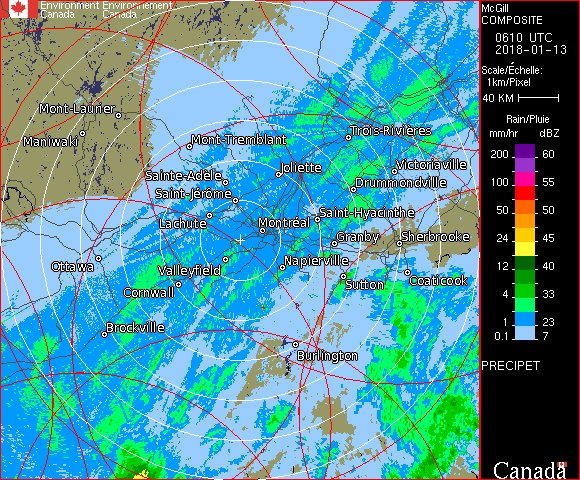 Environment Environnement
Canada Canada
Mont-Laurier
Maniwaki
Mont-Tremblant
Trois-Rivières
Joliette
Victoriaville
Sainte-Adèle
Drummondville
Saint-Jérôme
Saint-Hyacinthe
Lachute
Montréal
Granby
Sherbrooke
Ottawa
Valleyfield
Napierville
Cornwall
Sutton
Coaticook
Brockville
Burlington
McGill
COMPOSITE
0610 UTC
2018-01-13
Scale/Échelle:
1km/Pixel
40 KM
Rain/Pluie
mm/hr dBZ
200 60
100 55
50 50
24 45
12 40
4 33
1 23
0.1 7
PRECIPET
Canada